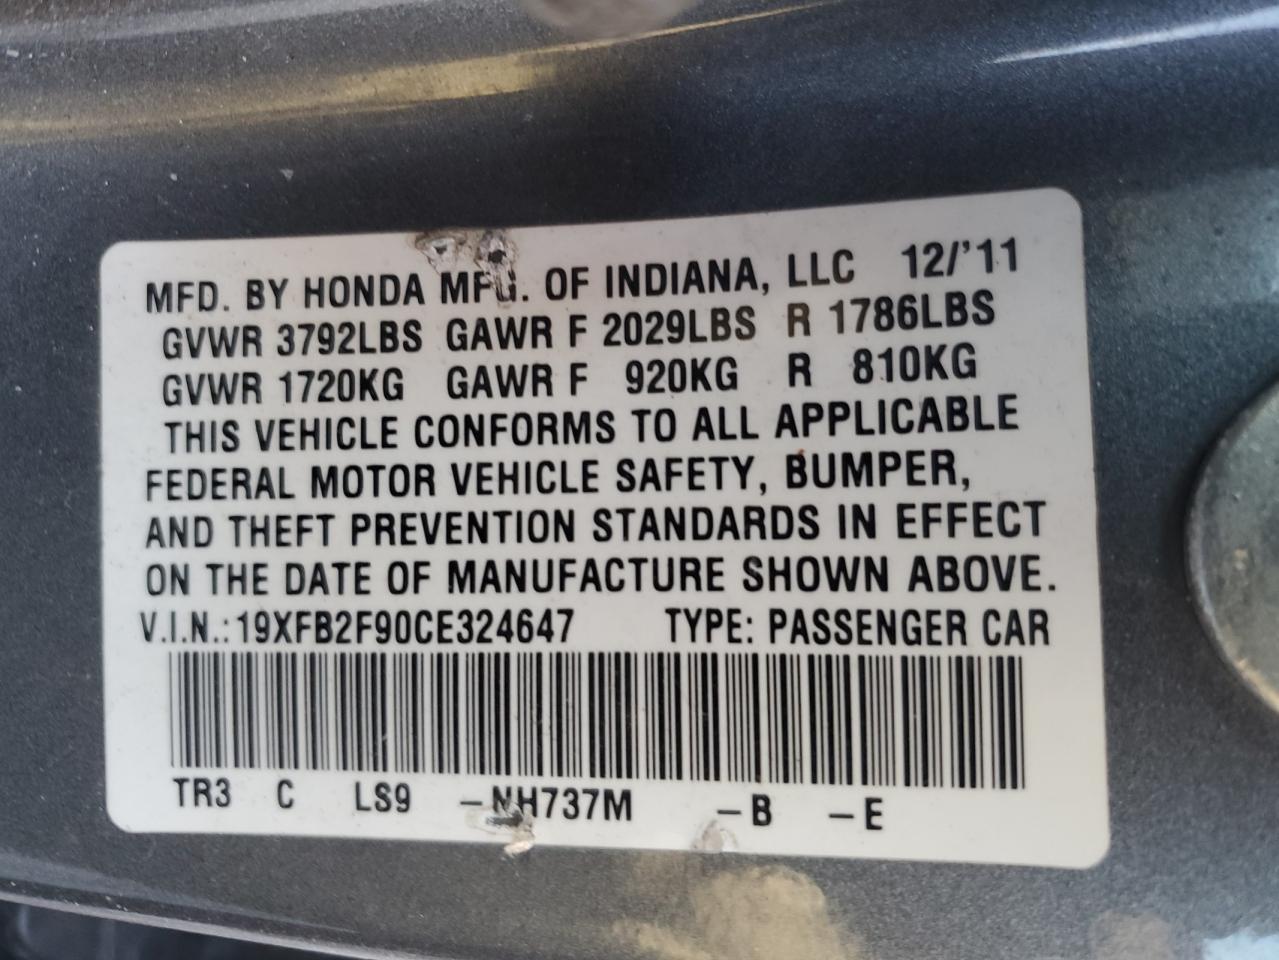 MFD. BY HONDA MFG. OF INDIANA, LLC 12/'11
GVWR 3792LBS GAWR F 2029LBS R 1786LBS
GVWR 1720KG GAWR F 920KG R 810KG
THIS VEHICLE CONFORMS TO ALL APPLICABLE
FEDERAL MOTOR VEHICLE SAFETY, BUMPER,
AND THEFT PREVENTION STANDARDS IN EFFECT
ON THE DATE OF MANUFACTURE SHOWN ABOVE.
V.I.N.: 19XFB2F90CE324647 TYPE: PASSENGER CAR
TR3 C LS9 –NH737M –B –E